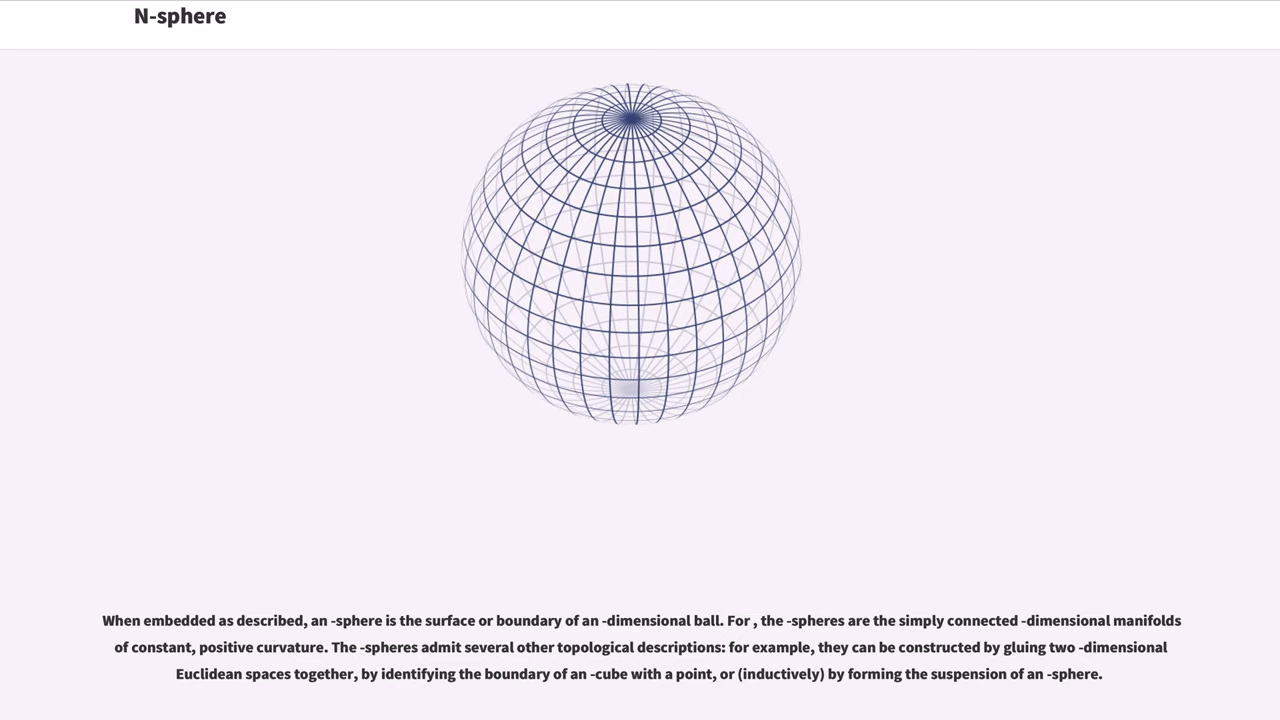 N-sphere
When embedded as described, an -sphere is the surface or boundary of an -dimensional ball. For , the -spheres are the simply connected -dimensional manifolds
of constant, positive curvature. The -spheres admit several other topological descriptions: for example, they can be constructed by gluing two -dimensional
Euclidean spaces together, by identifying the boundary of an -cube with a point, or (inductively) by forming the suspension of an -sphere.